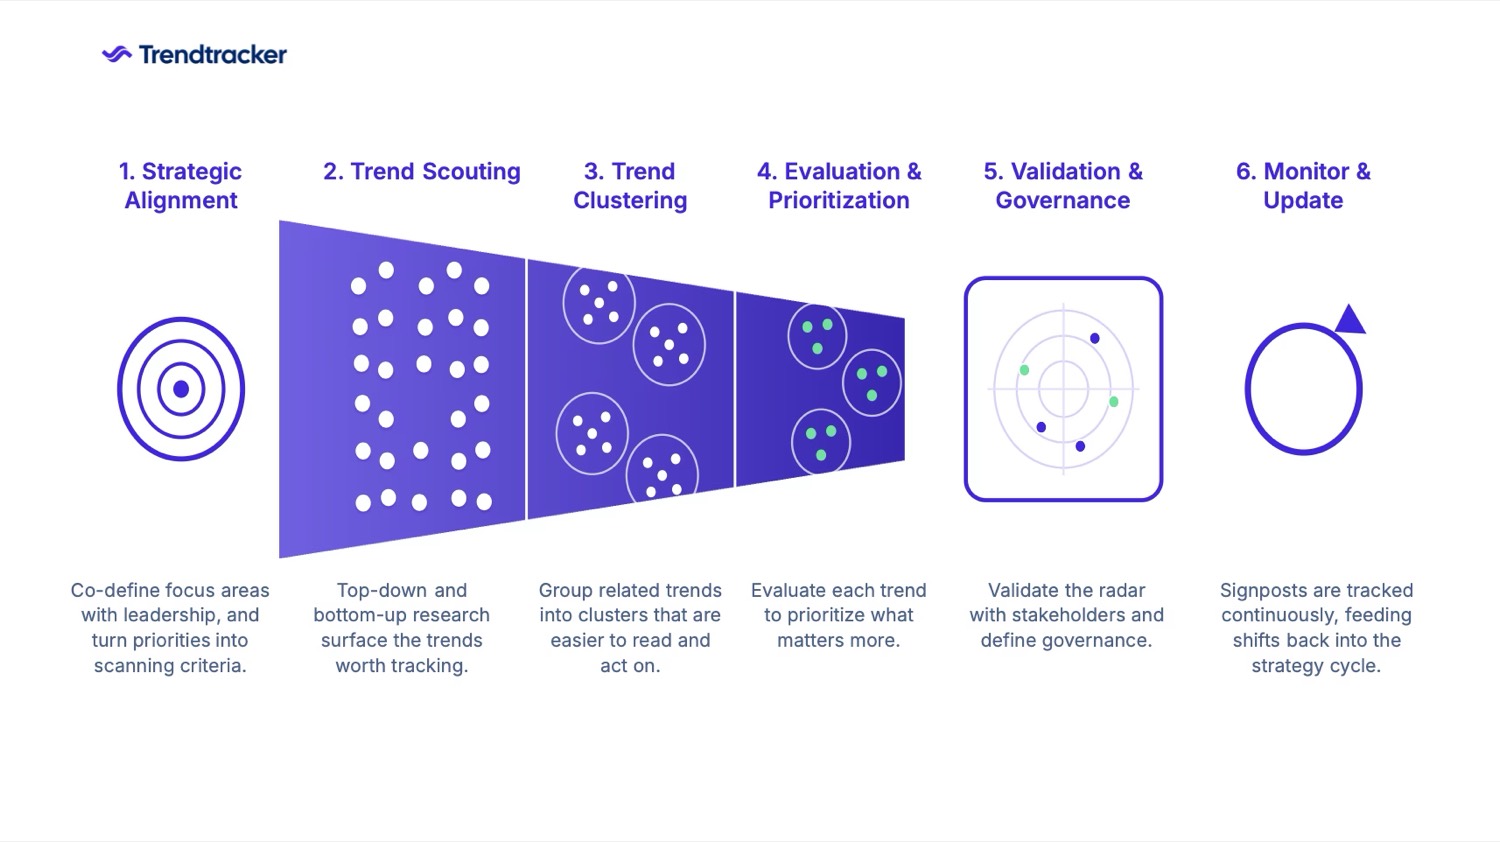 Trendtracker
1. Strategic
Alignment
2. Trend Scouting
3. Trend
Clustering
4. Evaluation &
Prioritization
5. Validation &
Governance
6. Monitor &
Update
Co-define focus areas
with leadership, and
turn priorities into
scanning criteria.
Top-down and
bottom-up research
surface the trends
worth tracking.
Group related trends
into clusters that are
easier to read and
act on.
Evaluate each trend
to prioritize what
matters more.
Validate the radar
with stakeholders and
define governance.
Signposts are tracked
continuously, feeding
shifts back into the
strategy cycle.